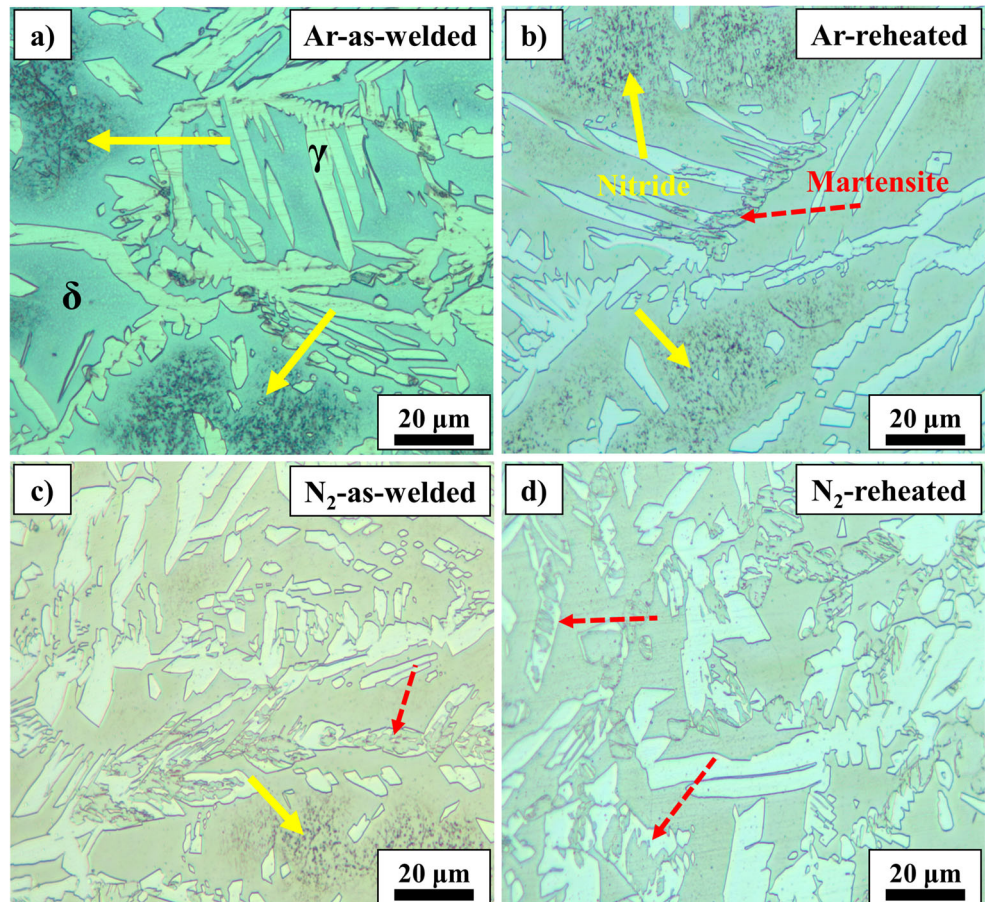 a)
Ar-as-welded
γ
δ
20 μm
b)
Ar-reheated
Nitride
Martensite
20 μm
c)
N₂-as-welded
20 μm
d)
N₂-reheated
20 μm